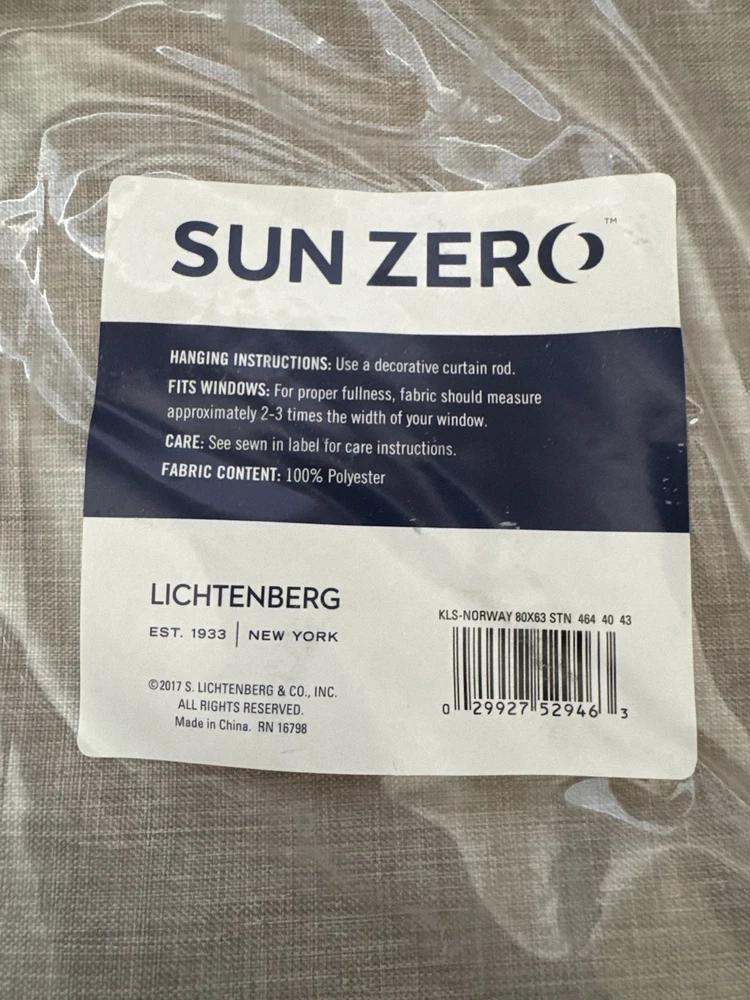 SUN ZERO™
HANGING INSTRUCTIONS: Use a decorative curtain rod.
FITS WINDOWS: For proper fullness, fabric should measure
approximately 2-3 times the width of your window.
CARE: See sewn in label for care instructions.
FABRIC CONTENT: 100% Polyester
LICHTENBERG
EST. 1933 | NEW YORK
©2017 S. LICHTENBERG & CO., INC.
ALL RIGHTS RESERVED.
Made in China. RN 16798
KLS-NORWAY 80X63 STN 464 40 43
0 29927 52946 3